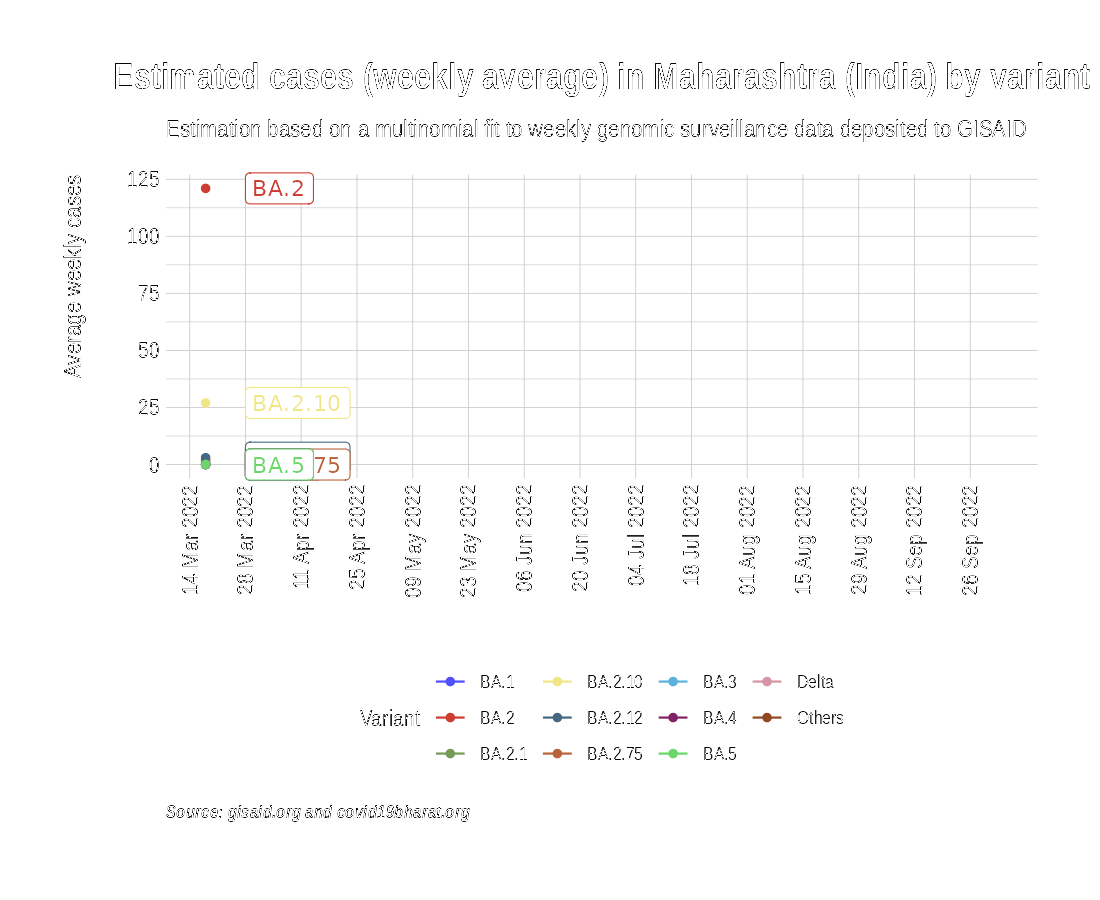 Estimated cases (weekly average) in Maharashtra (India) by variant
Estimation based on a multinomial fit to weekly genomic surveillance data deposited to GISAID
Average weekly cases
125
100
75
50
25
0
BA.2
BA.2.10
BA.5
75
14 Mar 2022
28 Mar 2022
11 Apr 2022
25 Apr 2022
09 May 2022
23 May 2022
06 Jun 2022
20 Jun 2022
04 Jul 2022
18 Jul 2022
01 Aug 2022
15 Aug 2022
29 Aug 2022
12 Sep 2022
26 Sep 2022
Variant
BA.1
BA.2
BA.2.1
BA.2.10
BA.2.12
BA.2.75
BA.3
BA.4
BA.5
Delta
Others
Source: gisaid.org and covid19bharat.org